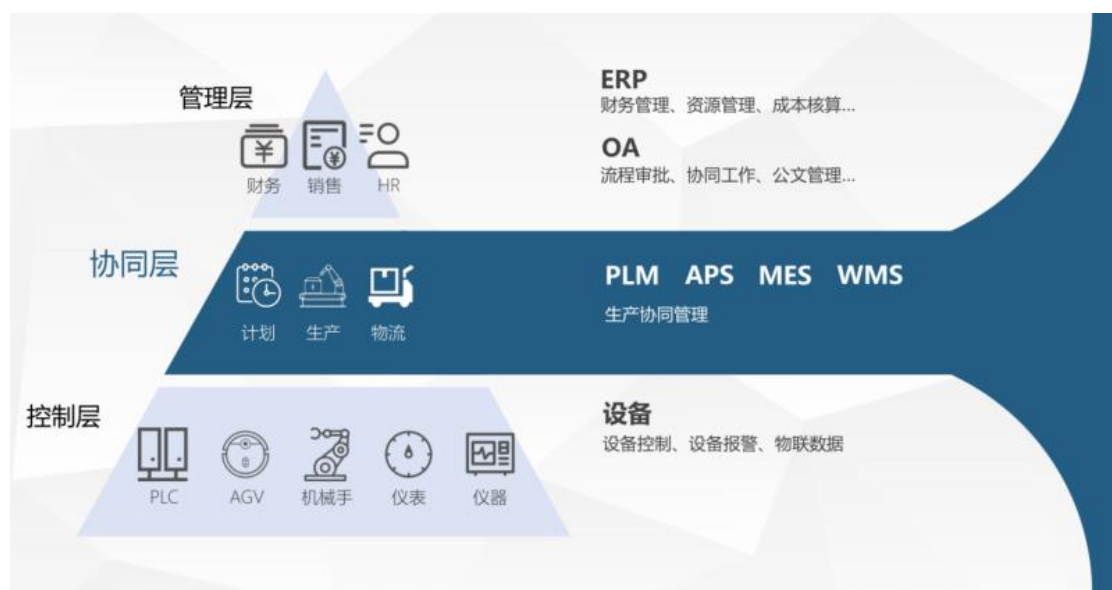 管理层
财务 销售 HR
ERP
财务管理、资源管理、成本核算...
OA
流程审批、协同工作、公文管理...
协同层
计划 生产 物流
PLM APS MES WMS
生产协同管理
控制层
PLC AGV 机械手 仪表 仪器
设备
设备控制、设备报警、物联数据